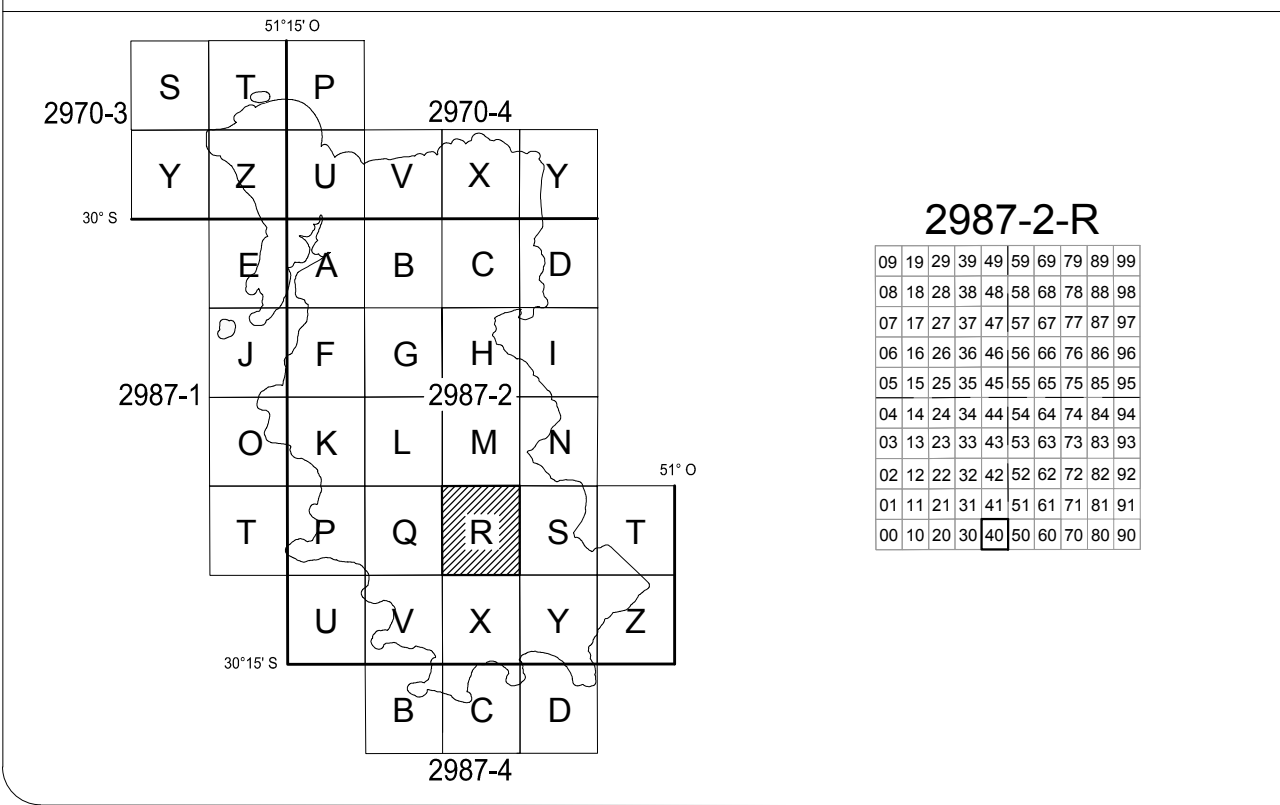 51°15' O
S T P
2970-3
2970-4
Y Z U V X Y
30° S
E A B C D
J F G H I
2987-1
2987-2
O K L M N
51° O
T P Q R S T
U V X Y Z
30°15' S
B C D
2987-4
2987-2-R
09 19 29 39 49 59 69 79 89 99
08 18 28 38 48 58 68 78 88 98
07 17 27 37 47 57 67 77 87 97
06 16 26 36 46 56 66 76 86 96
05 15 25 35 45 55 65 75 85 95
04 14 24 34 44 54 64 74 84 94
03 13 23 33 43 53 63 73 83 93
02 12 22 32 42 52 62 72 82 92
01 11 21 31 41 51 61 71 81 91
00 10 20 30 40 50 60 70 80 90